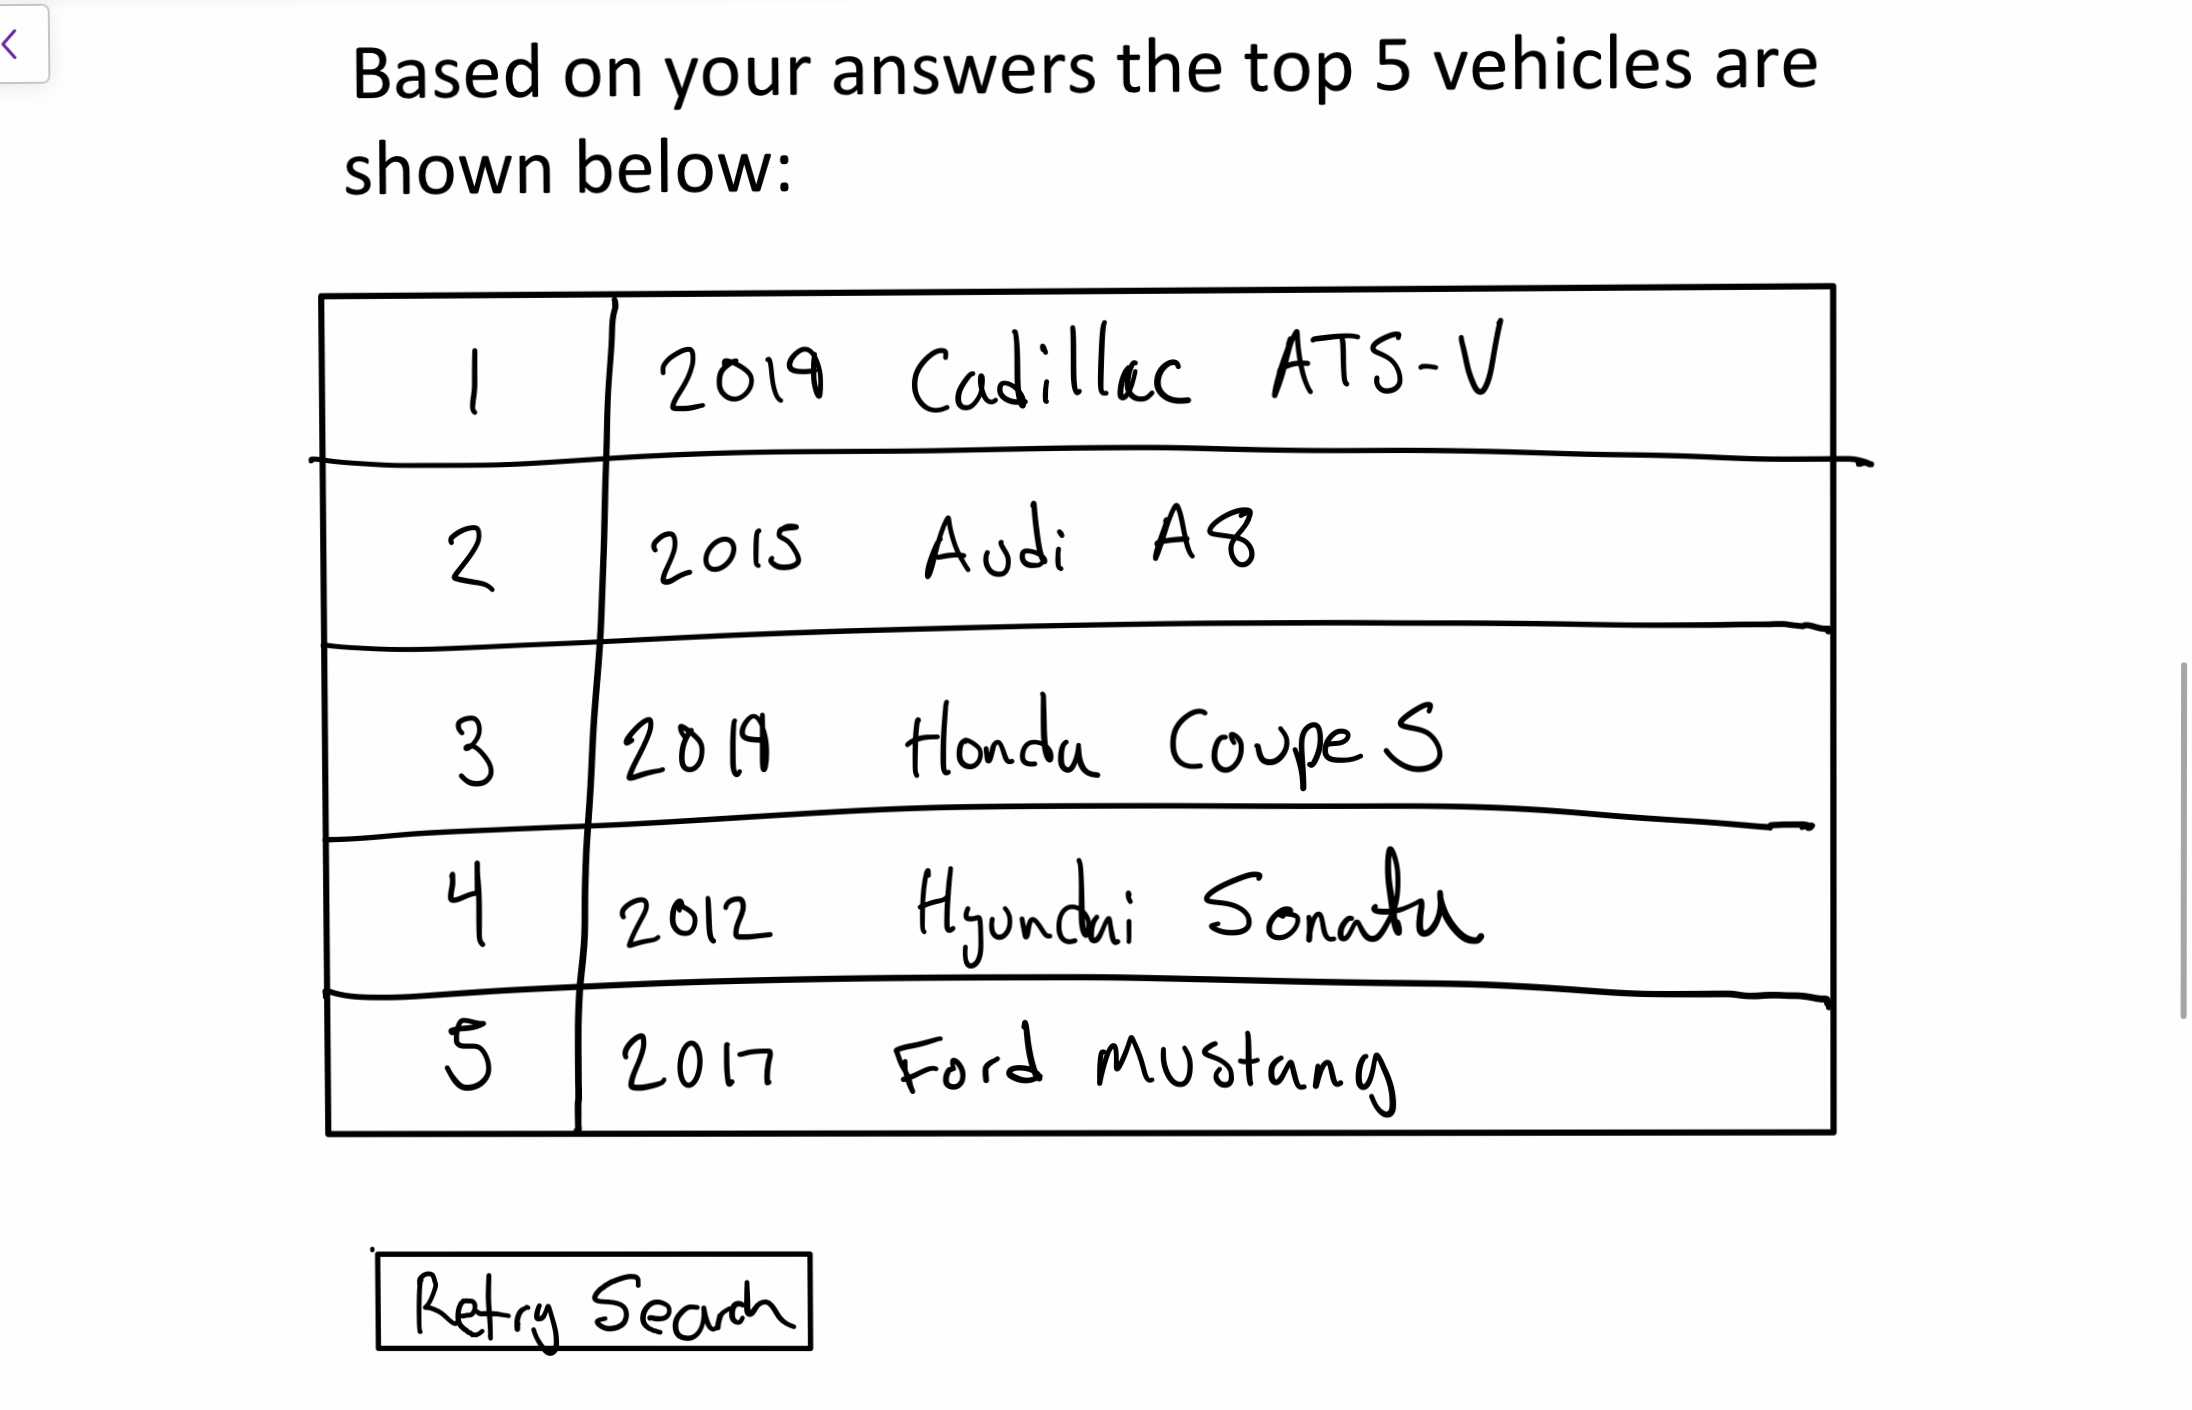 Based on your answers the top 5 vehicles are
shown below:
1 2019 Cadillac ATS-V
2 2015 Audi A8
3 2019 Honda Coupe S
4 2012 Hyundai Sonata
5 2017 Ford Mustang
Retry Search